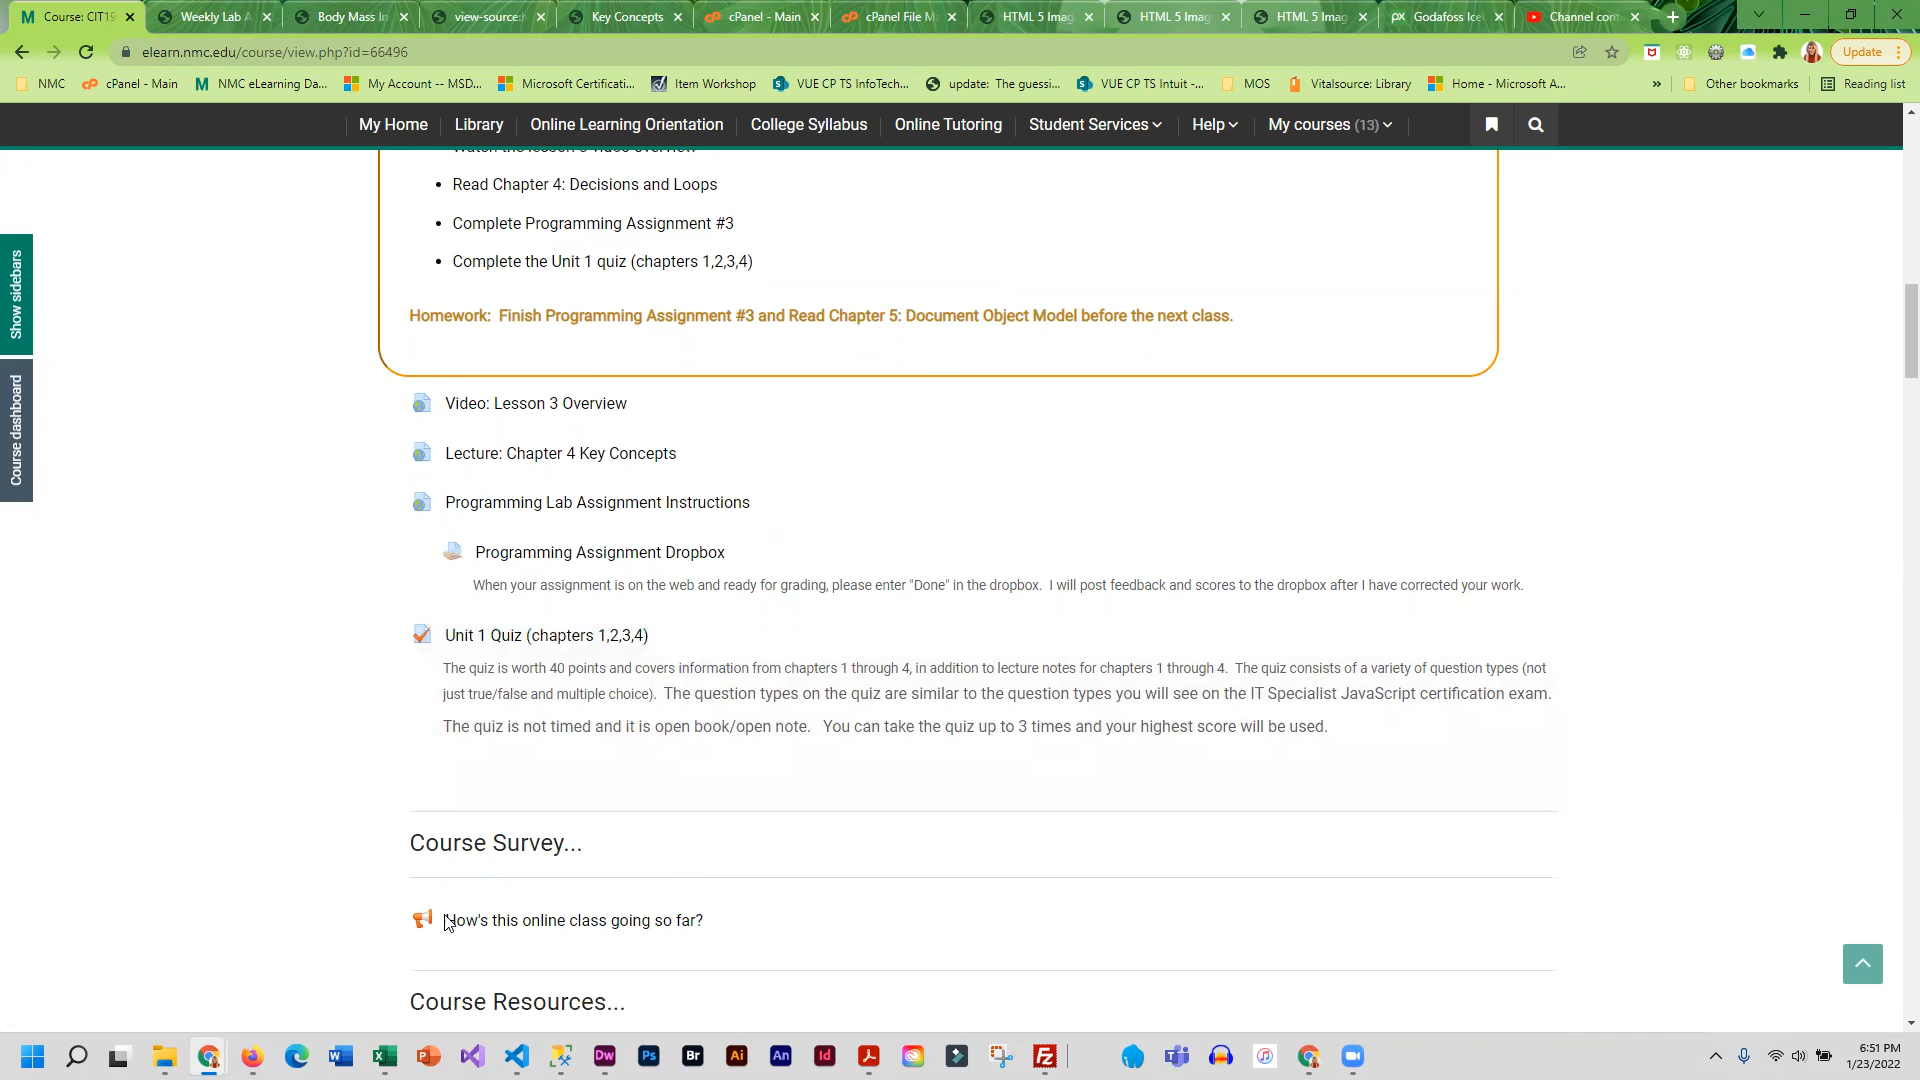 Course: CIT19
Weekly Lab A
Body Mass In
view-source:h
Key Concepts
cPanel - Main
cPanel File M
HTML 5 Imag
HTML 5 Imag
HTML 5 Imag
Godafoss Ice
Channel cont
elearn.nmc.edu/course/view.php?id=66496
Update
NMC
cPanel - Main
NMC eLearning Da...
My Account -- MSD...
Microsoft Certificati...
Item Workshop
VUE CP TS InfoTech...
update: The guessi...
VUE CP TS Intuit -...
MOS
Vitalsource: Library
Home - Microsoft A...
»
Other bookmarks
Reading list
My Home
Library
Online Learning Orientation
College Syllabus
Online Tutoring
Student Services
Help
My courses (13)
Watch the lesson's video overview
• Read Chapter 4: Decisions and Loops
• Complete Programming Assignment #3
• Complete the Unit 1 quiz (chapters 1,2,3,4)
Homework: Finish Programming Assignment #3 and Read Chapter 5: Document Object Model before the next class.
Show sidebars
Course dashboard
Video: Lesson 3 Overview
Lecture: Chapter 4 Key Concepts
Programming Lab Assignment Instructions
Programming Assignment Dropbox
When your assignment is on the web and ready for grading, please enter "Done" in the dropbox. I will post feedback and scores to the dropbox after I have corrected your work.
Unit 1 Quiz (chapters 1,2,3,4)
The quiz is worth 40 points and covers information from chapters 1 through 4, in addition to lecture notes for chapters 1 through 4. The quiz consists of a variety of question types (not
just true/false and multiple choice). The question types on the quiz are similar to the question types you will see on the IT Specialist JavaScript certification exam.
The quiz is not timed and it is open book/open note. You can take the quiz up to 3 times and your highest score will be used.
Course Survey...
How's this online class going so far?
Course Resources...
6:51 PM
1/23/2022